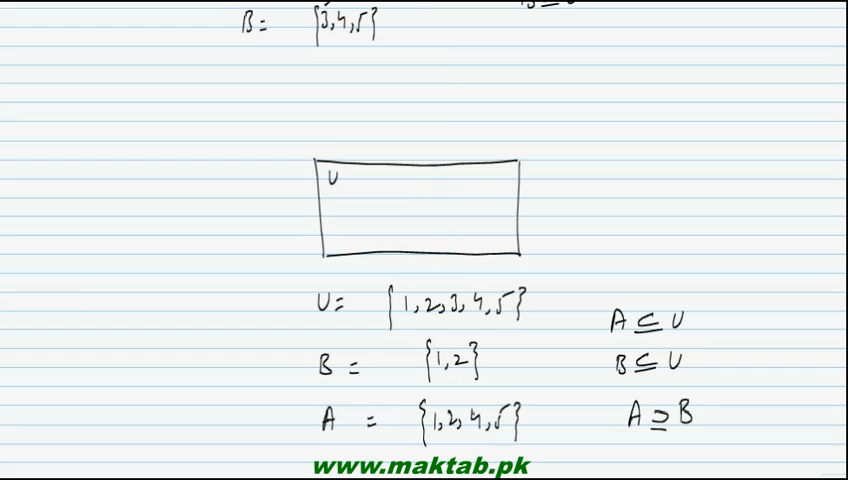 B = {3,4,5}
U
U = {1,2,3,4,5}
A ⊆ U
B = {1,2}
B ⊆ U
A = {1,2,4,5}
A ⊇ B
www.maktab.pk